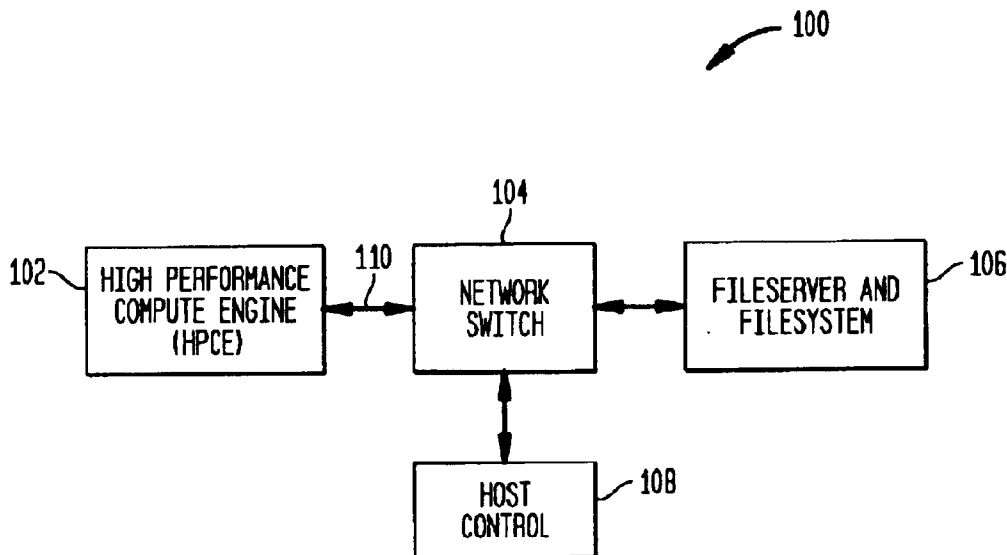 100
104
102
HIGH PERFORMANCE
COMPUTE ENGINE
(HPCE)
110
NETWORK
SWITCH
FILESERVER AND
FILESYSTEM
106
HOST
CONTROL
108